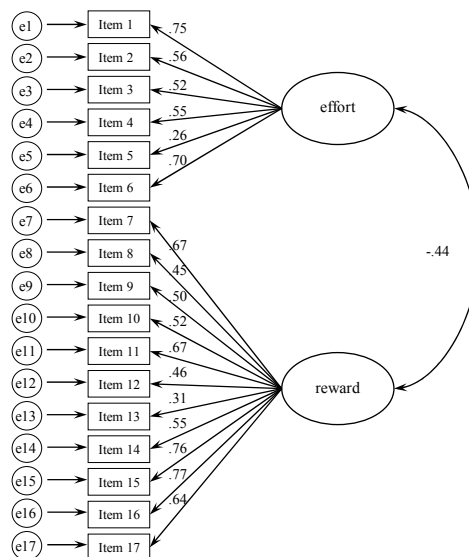 e1 Item 1 .75
e2 Item 2 .56
e3 Item 3 .52
e4 Item 4 .55
effort
e5 Item 5 .26
e6 Item 6 .70
e7 Item 7 .67
e8 Item 8 .45
-.44
e9 Item 9 .50
e10 Item 10 .52
e11 Item 11 .67
e12 Item 12 .46
reward
e13 Item 13 .31
e14 Item 14 .55
e15 Item 15 .76
e16 Item 16 .77
e17 Item 17 .64